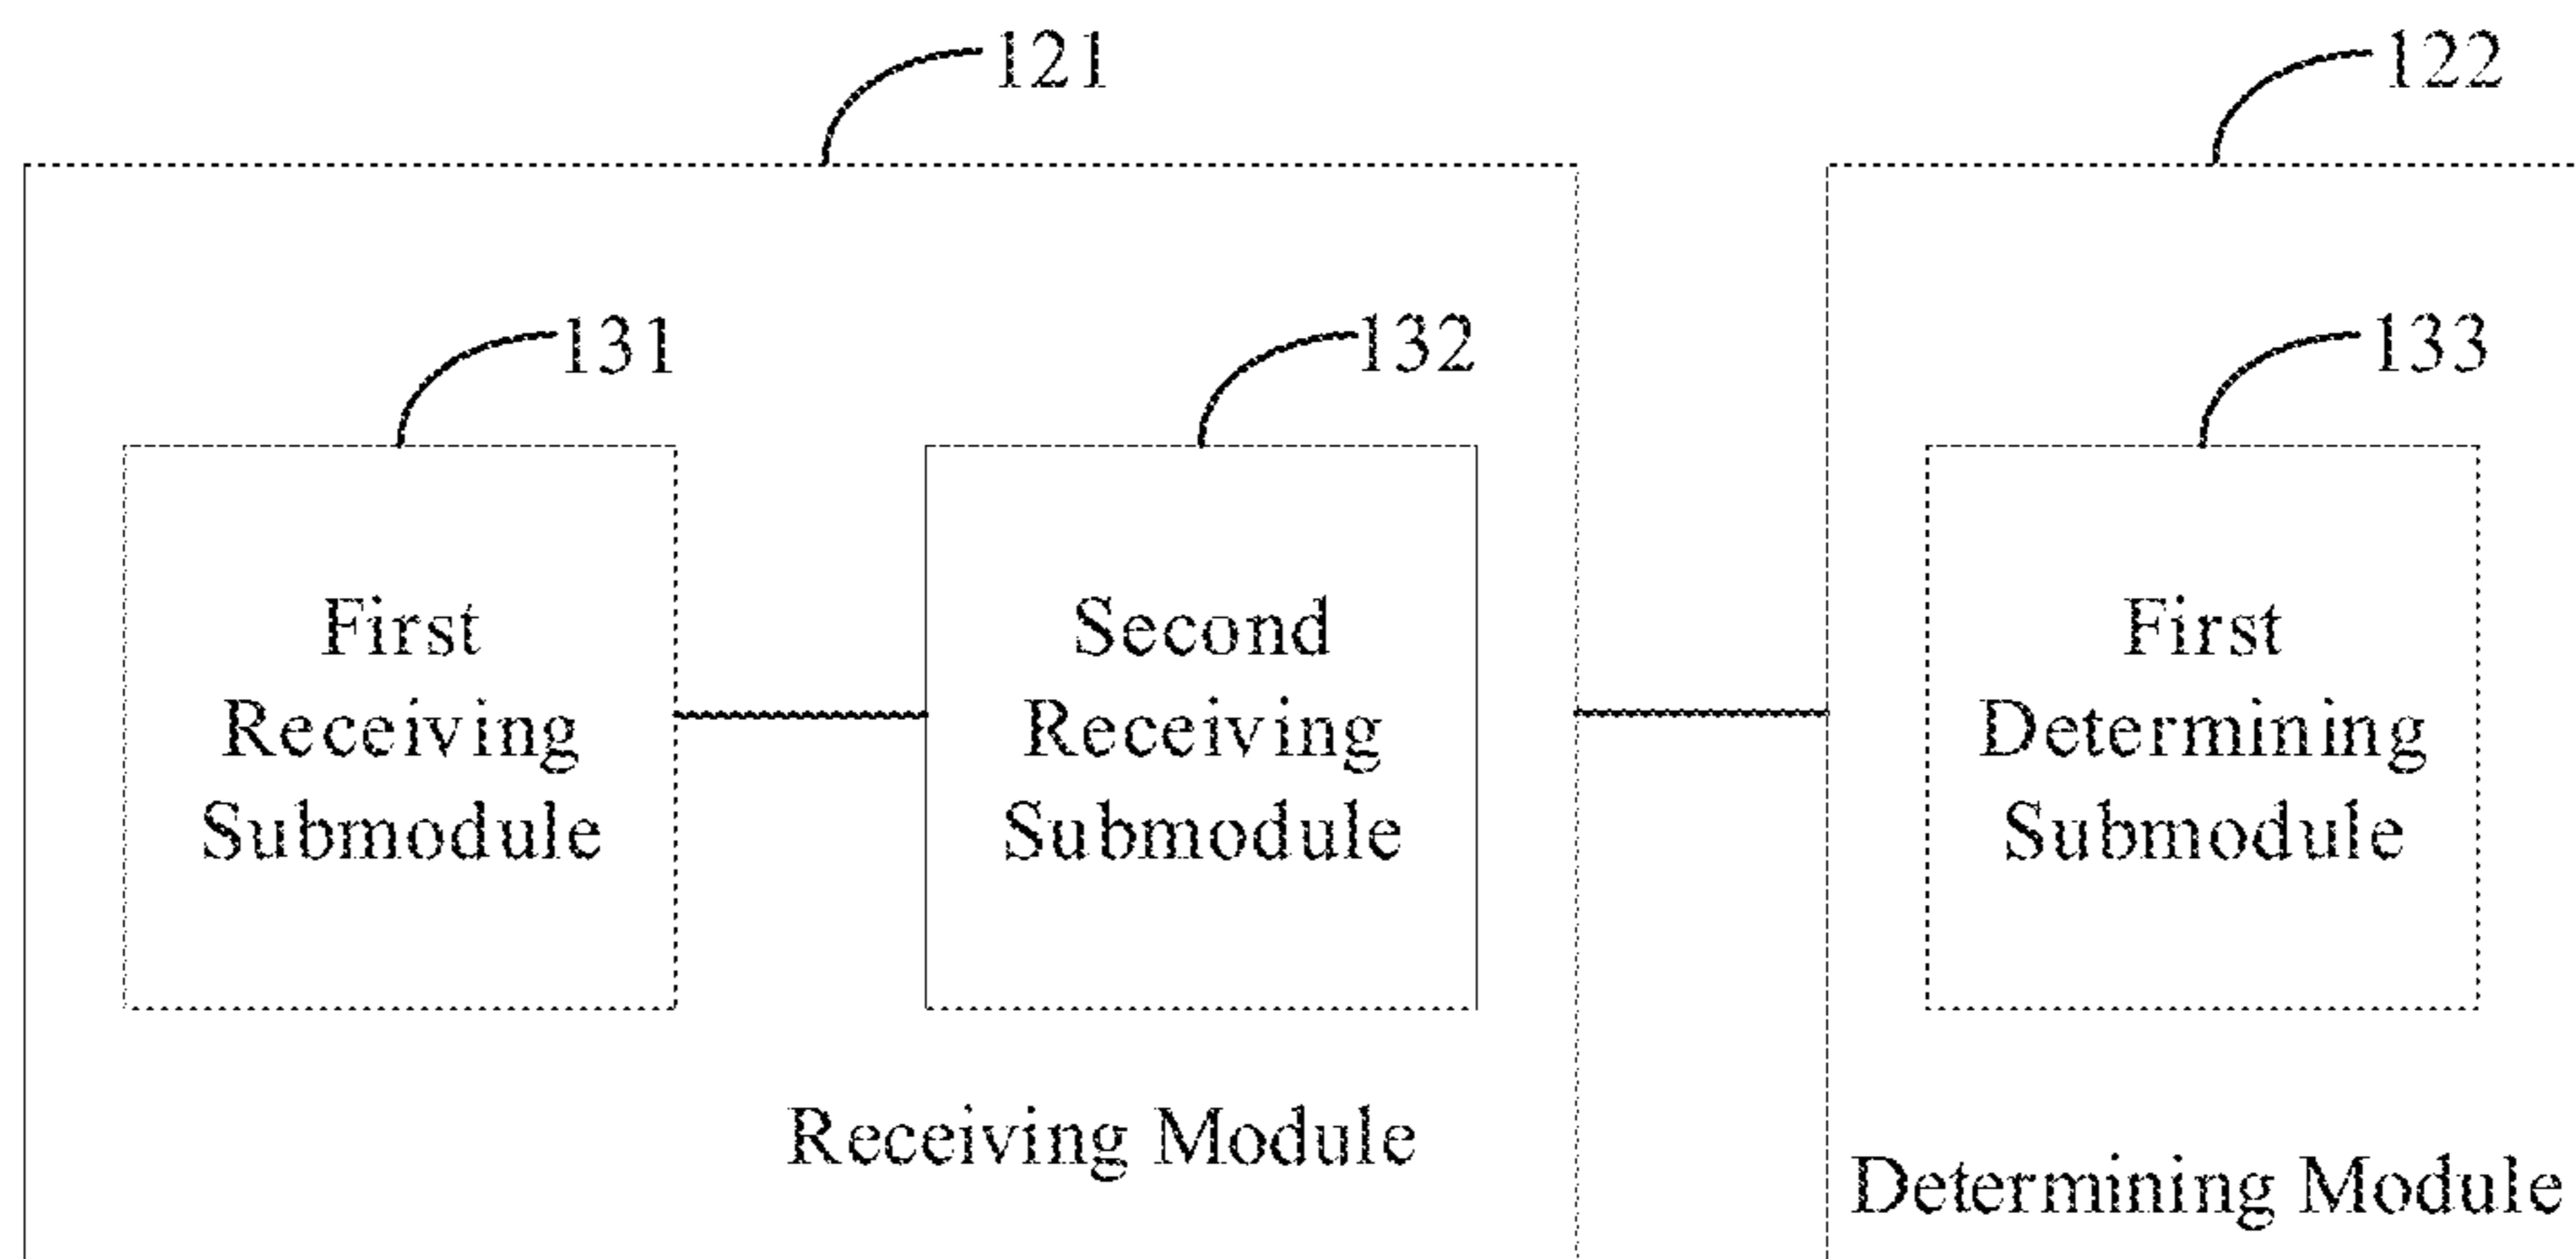 121
122
131
132
133
First
Receiving
Submodule
Second
Receiving
Submodule
First
Determining
Submodule
Receiving Module
Determining Module